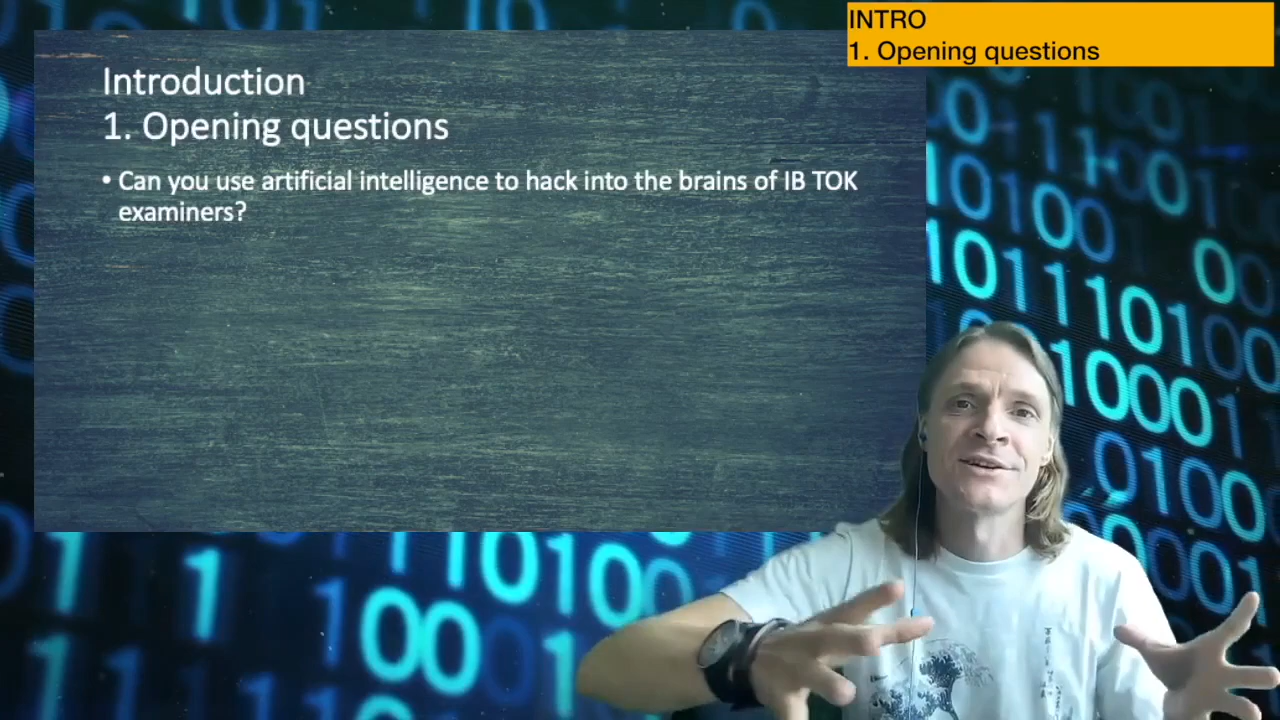 INTRO
1. Opening questions
Introduction
1. Opening questions
• Can you use artificial intelligence to hack into the brains of IB TOK
examiners?